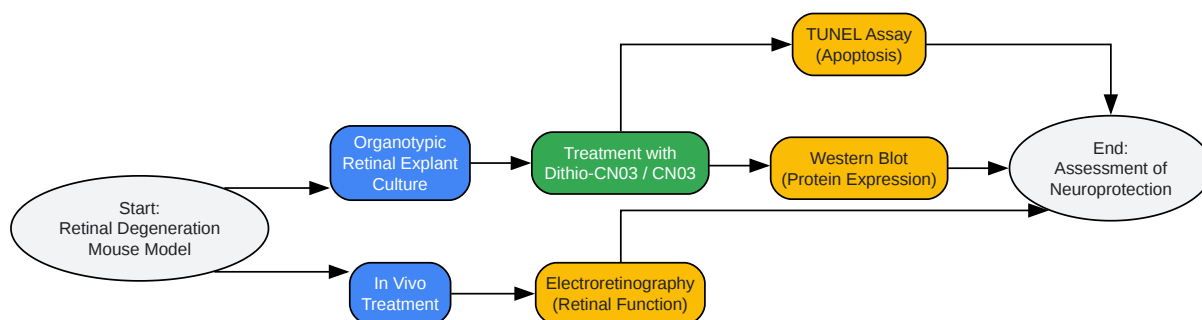 Start:
Retinal Degeneration
Mouse Model
Organotypic
Retinal Explant
Culture
In Vivo
Treatment
Treatment with
Dithio-CN03 / CN03
Electroretinography
(Retinal Function)
TUNEL Assay
(Apoptosis)
Western Blot
(Protein Expression)
End:
Assessment of
Neuroprotection